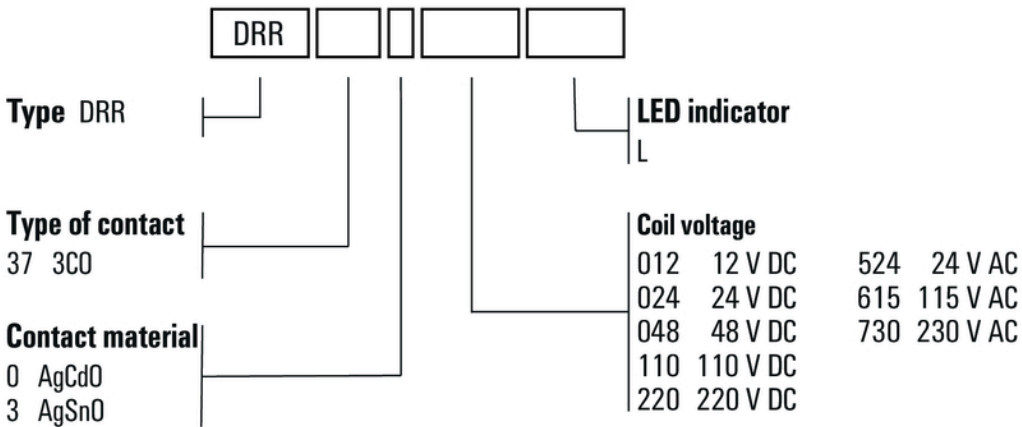 DRR
Type DRR
LED indicator
L
Type of contact
37 3CO
Contact material
0 AgCdO
3 AgSnO
Coil voltage
012 12 V DC 524 24 V AC
024 24 V DC 615 115 V AC
048 48 V DC 730 230 V AC
110 110 V DC
220 220 V DC